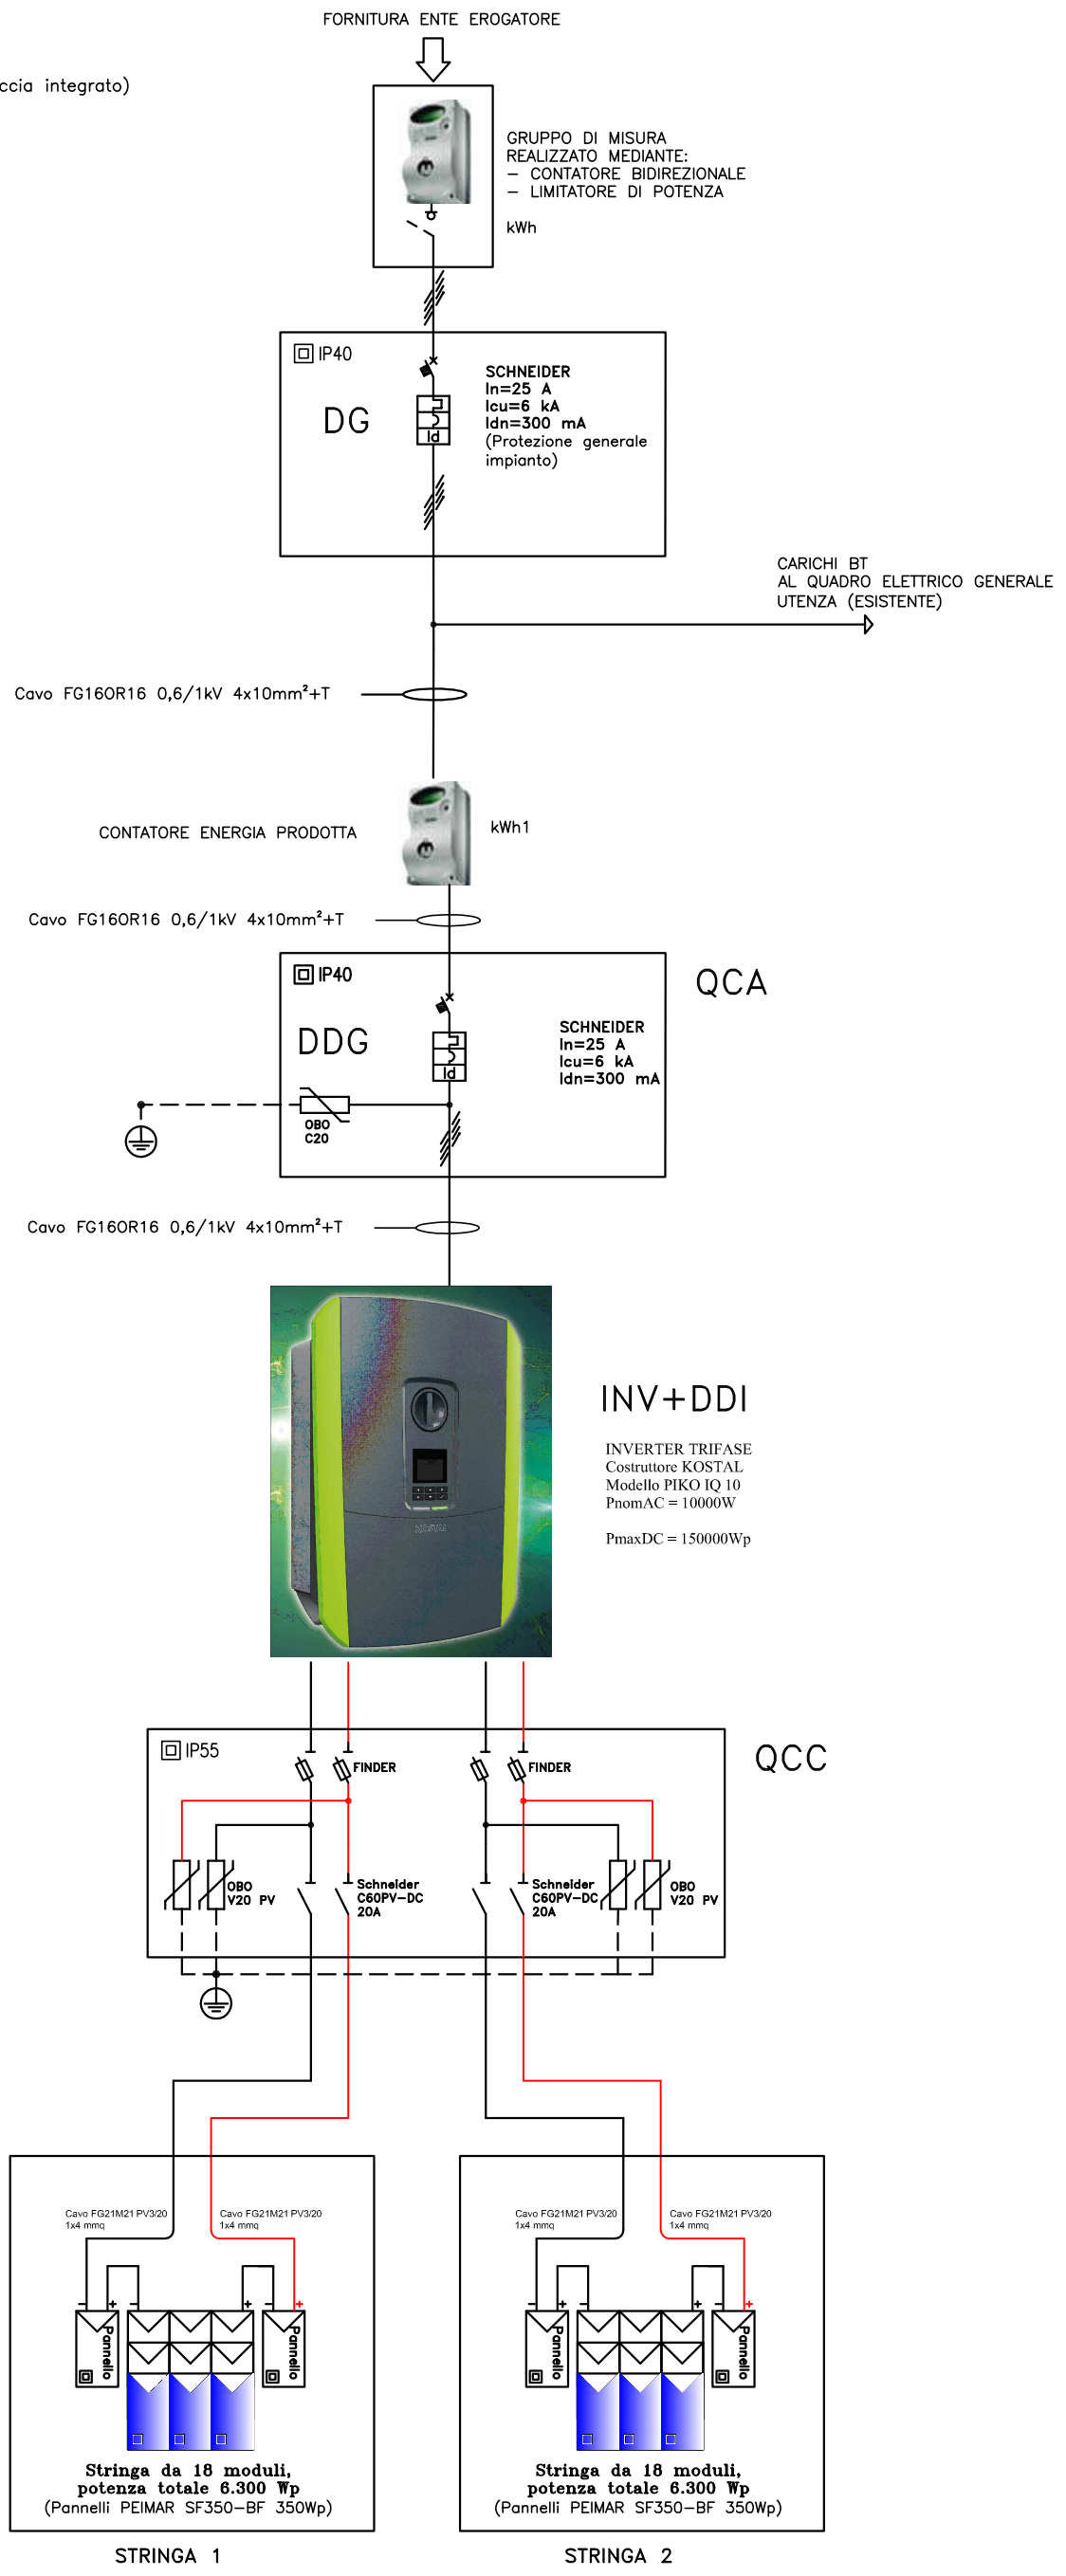 FORNITURA ENTE EROGATORE
ccia integrato)
GRUPPO DI MISURA
REALIZZATO MEDIANTE:
– CONTATORE BIDIREZIONALE
– LIMITATORE DI POTENZA
kWh
IP40
DG
Id
SCHNEIDER
In=25 A
Icu=6 kA
Idn=300 mA
(Protezione generale
impianto)
CARICHI BT
AL QUADRO ELETTRICO GENERALE
UTENZA (ESISTENTE)
Cavo FG16OR16 0,6/1kV 4x10mm²+T
CONTATORE ENERGIA PRODOTTA
kWh1
Cavo FG16OR16 0,6/1kV 4x10mm²+T
IP40
QCA
DDG
Id
SCHNEIDER
In=25 A
Icu=6 kA
Idn=300 mA
OBO
C20
Cavo FG16OR16 0,6/1kV 4x10mm²+T
INV+DDI
INVERTER TRIFASE
Costruttore KOSTAL
Modello PIKO IQ 10
PnomAC = 10000W
PmaxDC = 150000Wp
IP55
QCC
FINDER
FINDER
OBO
V20 PV
Schneider
C60PV–DC
20A
Schneider
C60PV–DC
20A
OBO
V20 PV
Cavo FG21M21 PV3/20
1x4 mmq
Cavo FG21M21 PV3/20
1x4 mmq
Cavo FG21M21 PV3/20
1x4 mmq
Cavo FG21M21 PV3/20
1x4 mmq
– + – + – +
Pannello
Pannello
– + – + – +
Pannello
Pannello
Stringa da 18 moduli,
potenza totale 6.300 Wp
(Pannelli PEIMAR SF350–BF 350Wp)
Stringa da 18 moduli,
potenza totale 6.300 Wp
(Pannelli PEIMAR SF350–BF 350Wp)
STRINGA 1
STRINGA 2